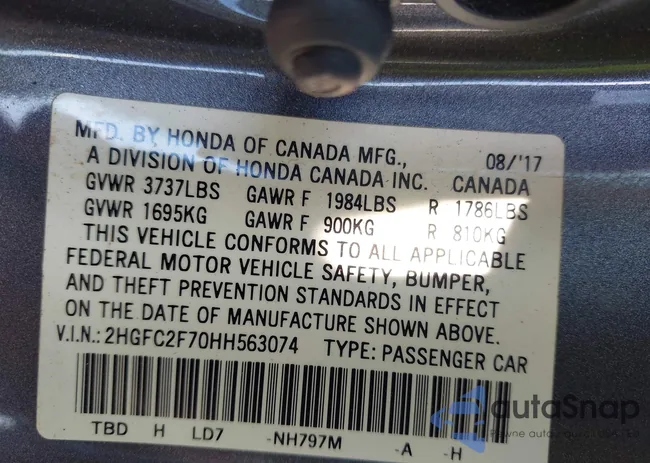 MFD. BY HONDA OF CANADA MFG., 08/'17
A DIVISION OF HONDA CANADA INC. CANADA
GVWR 3737LBS GAWR F 1984LBS R 1786LBS
GVWR 1695KG GAWR F 900KG R 810KG
THIS VEHICLE CONFORMS TO ALL APPLICABLE
FEDERAL MOTOR VEHICLE SAFETY, BUMPER,
AND THEFT PREVENTION STANDARDS IN EFFECT
ON THE DATE OF MANUFACTURE SHOWN ABOVE.
V.I.N.: 2HGFC2F70HH563074 TYPE: PASSENGER CAR
TBD H LD7 -NH797M -A -H
autoSnap